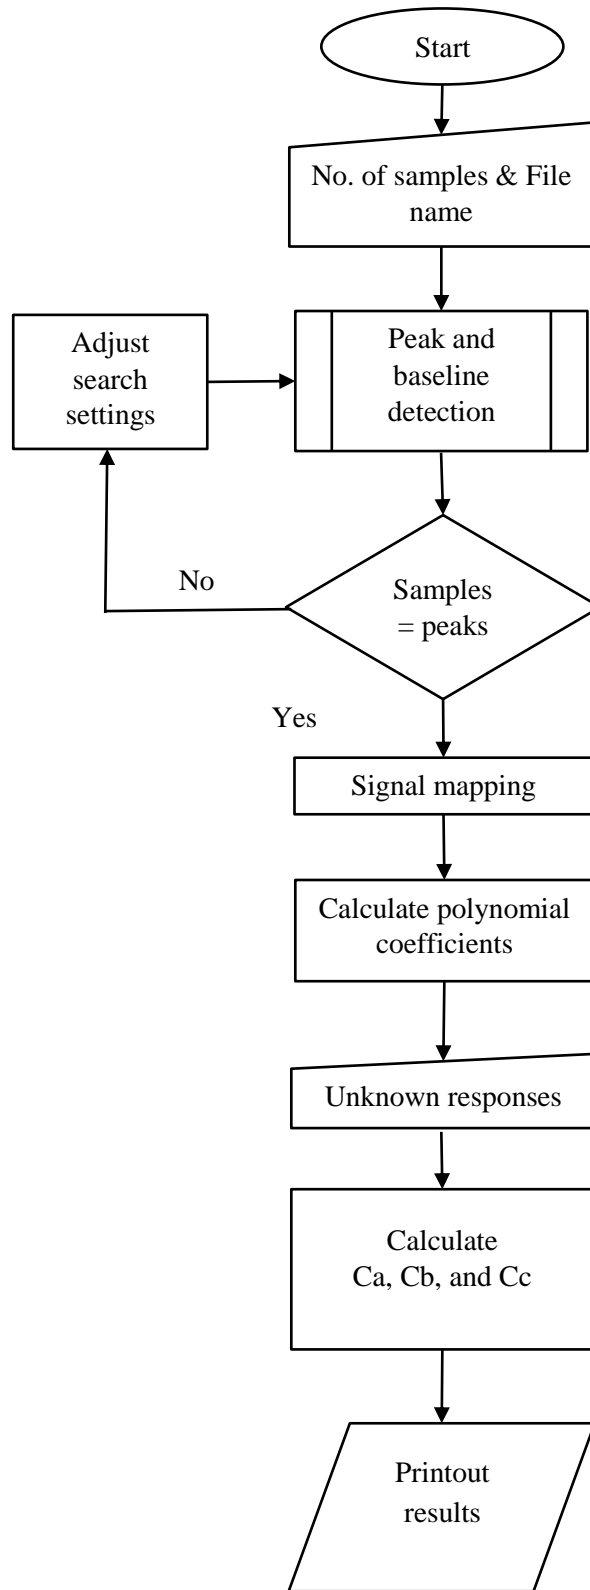 Start
No. of samples & File
name
Adjust
search
settings
Peak and
baseline
detection
No
Samples
= peaks
Yes
Signal mapping
Calculate polynomial
coefficients
Unknown responses
Calculate
Ca, Cb, and Cc
Printout
results